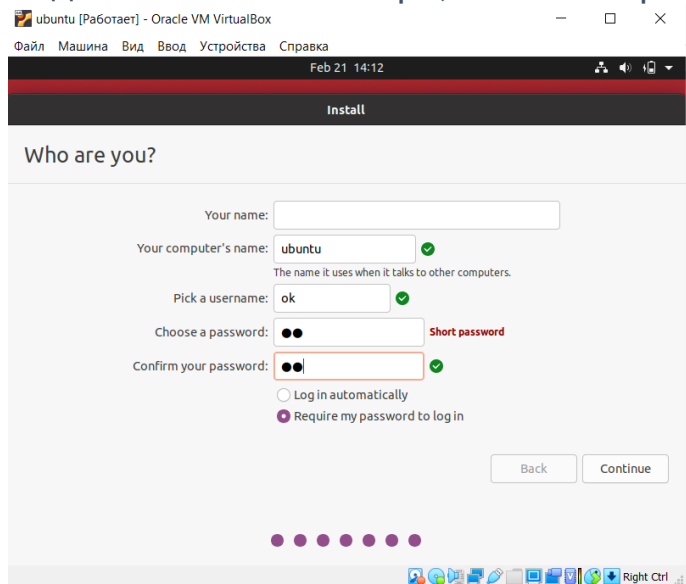 ubuntu [Работает] - Oracle VM VirtualBox
Файл Машина Вид Ввод Устройства Справка
Feb 21 14:12
Install
Who are you?
Your name:
Your computer's name: ubuntu
The name it uses when it talks to other computers.
Pick a username: ok
Choose a password: ●● Short password
Confirm your password: ●●
Log in automatically
Require my password to log in
Back Continue
Right Ctrl